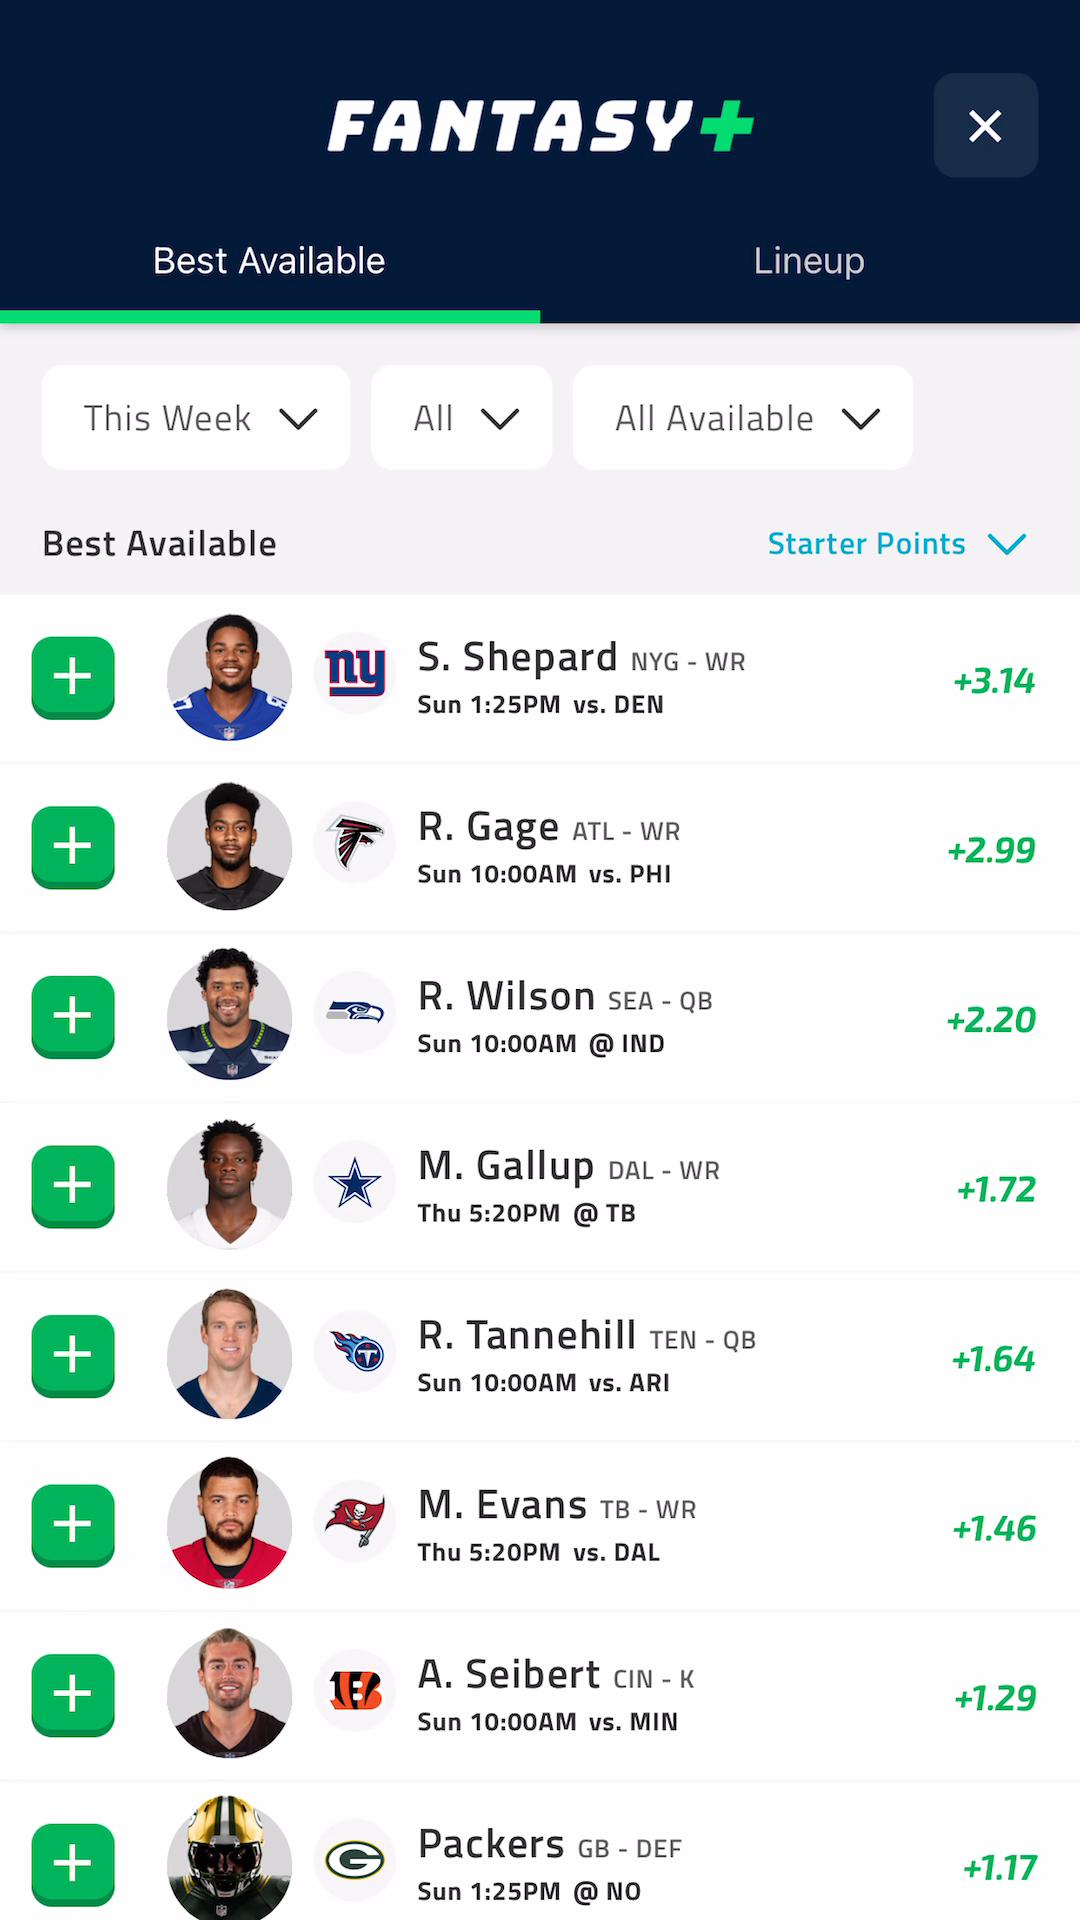 FANTASY+
Best Available
Lineup
This Week
All
All Available
Best Available
Starter Points
S. Shepard NYG - WR
Sun 1:25PM vs. DEN
+3.14
R. Gage ATL - WR
Sun 10:00AM vs. PHI
+2.99
R. Wilson SEA - QB
Sun 10:00AM @ IND
+2.20
M. Gallup DAL - WR
Thu 5:20PM @ TB
+1.72
R. Tannehill TEN - QB
Sun 10:00AM vs. ARI
+1.64
M. Evans TB - WR
Thu 5:20PM vs. DAL
+1.46
A. Seibert CIN - K
Sun 10:00AM vs. MIN
+1.29
Packers GB - DEF
Sun 1:25PM @ NO
+1.17
ny
T
B
G